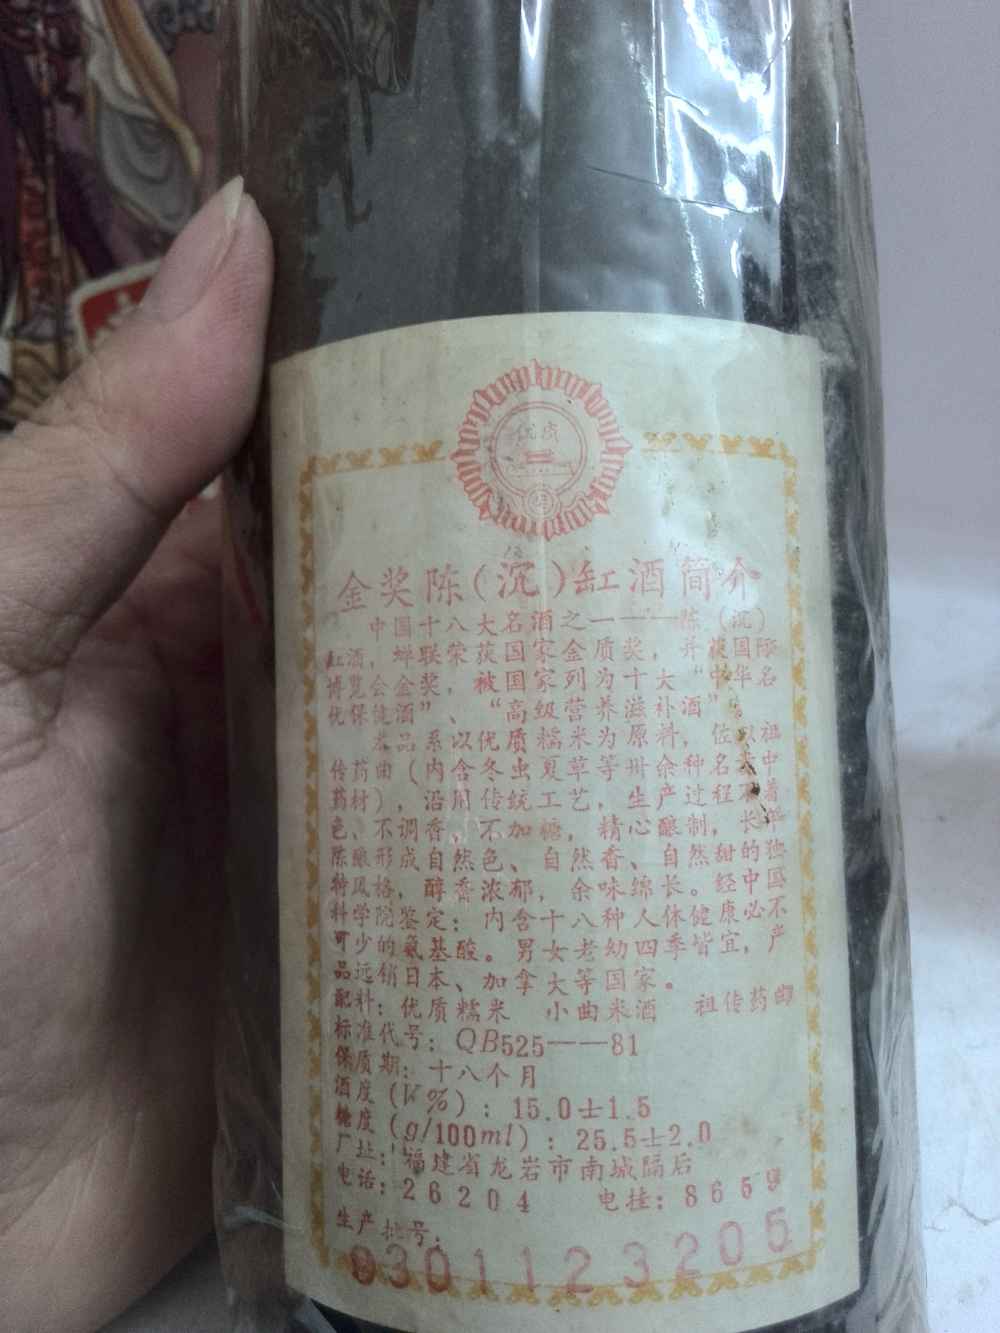 优质
金奖陈(沉)缸酒简介
中国十八大名酒之一——陈(沉)
缸酒，蝉联荣获国家金质奖，并获国际
博览会金奖，被国家列为十大“中华名
优保健酒”、“高级营养滋补酒”。
本品系以优质糯米为原料，佐以祖
传药曲(内含冬虫夏草等卅余种名贵中
药材)，沿用传统工艺，生产过程不着
色、不调香、不加糖，精心酿制，长年
陈酿形成自然色、自然香、自然甜的独
特风格，醇香浓郁，余味绵长。经中国
科学院鉴定：内含十八种人体健康必不
可少的氨基酸。男女老幼四季皆宜，产
品远销日本、加拿大等国家。
配料：优质糯米 小曲米酒 祖传药曲
标准代号：QB525——81
保质期：十八个月
酒度(V%)：15.0±1.5
糖度(g/100ml)：25.5±2.0
厂址：福建省龙岩市南城隔后
电话：26204 电挂：8659
生产批号：
9301123205